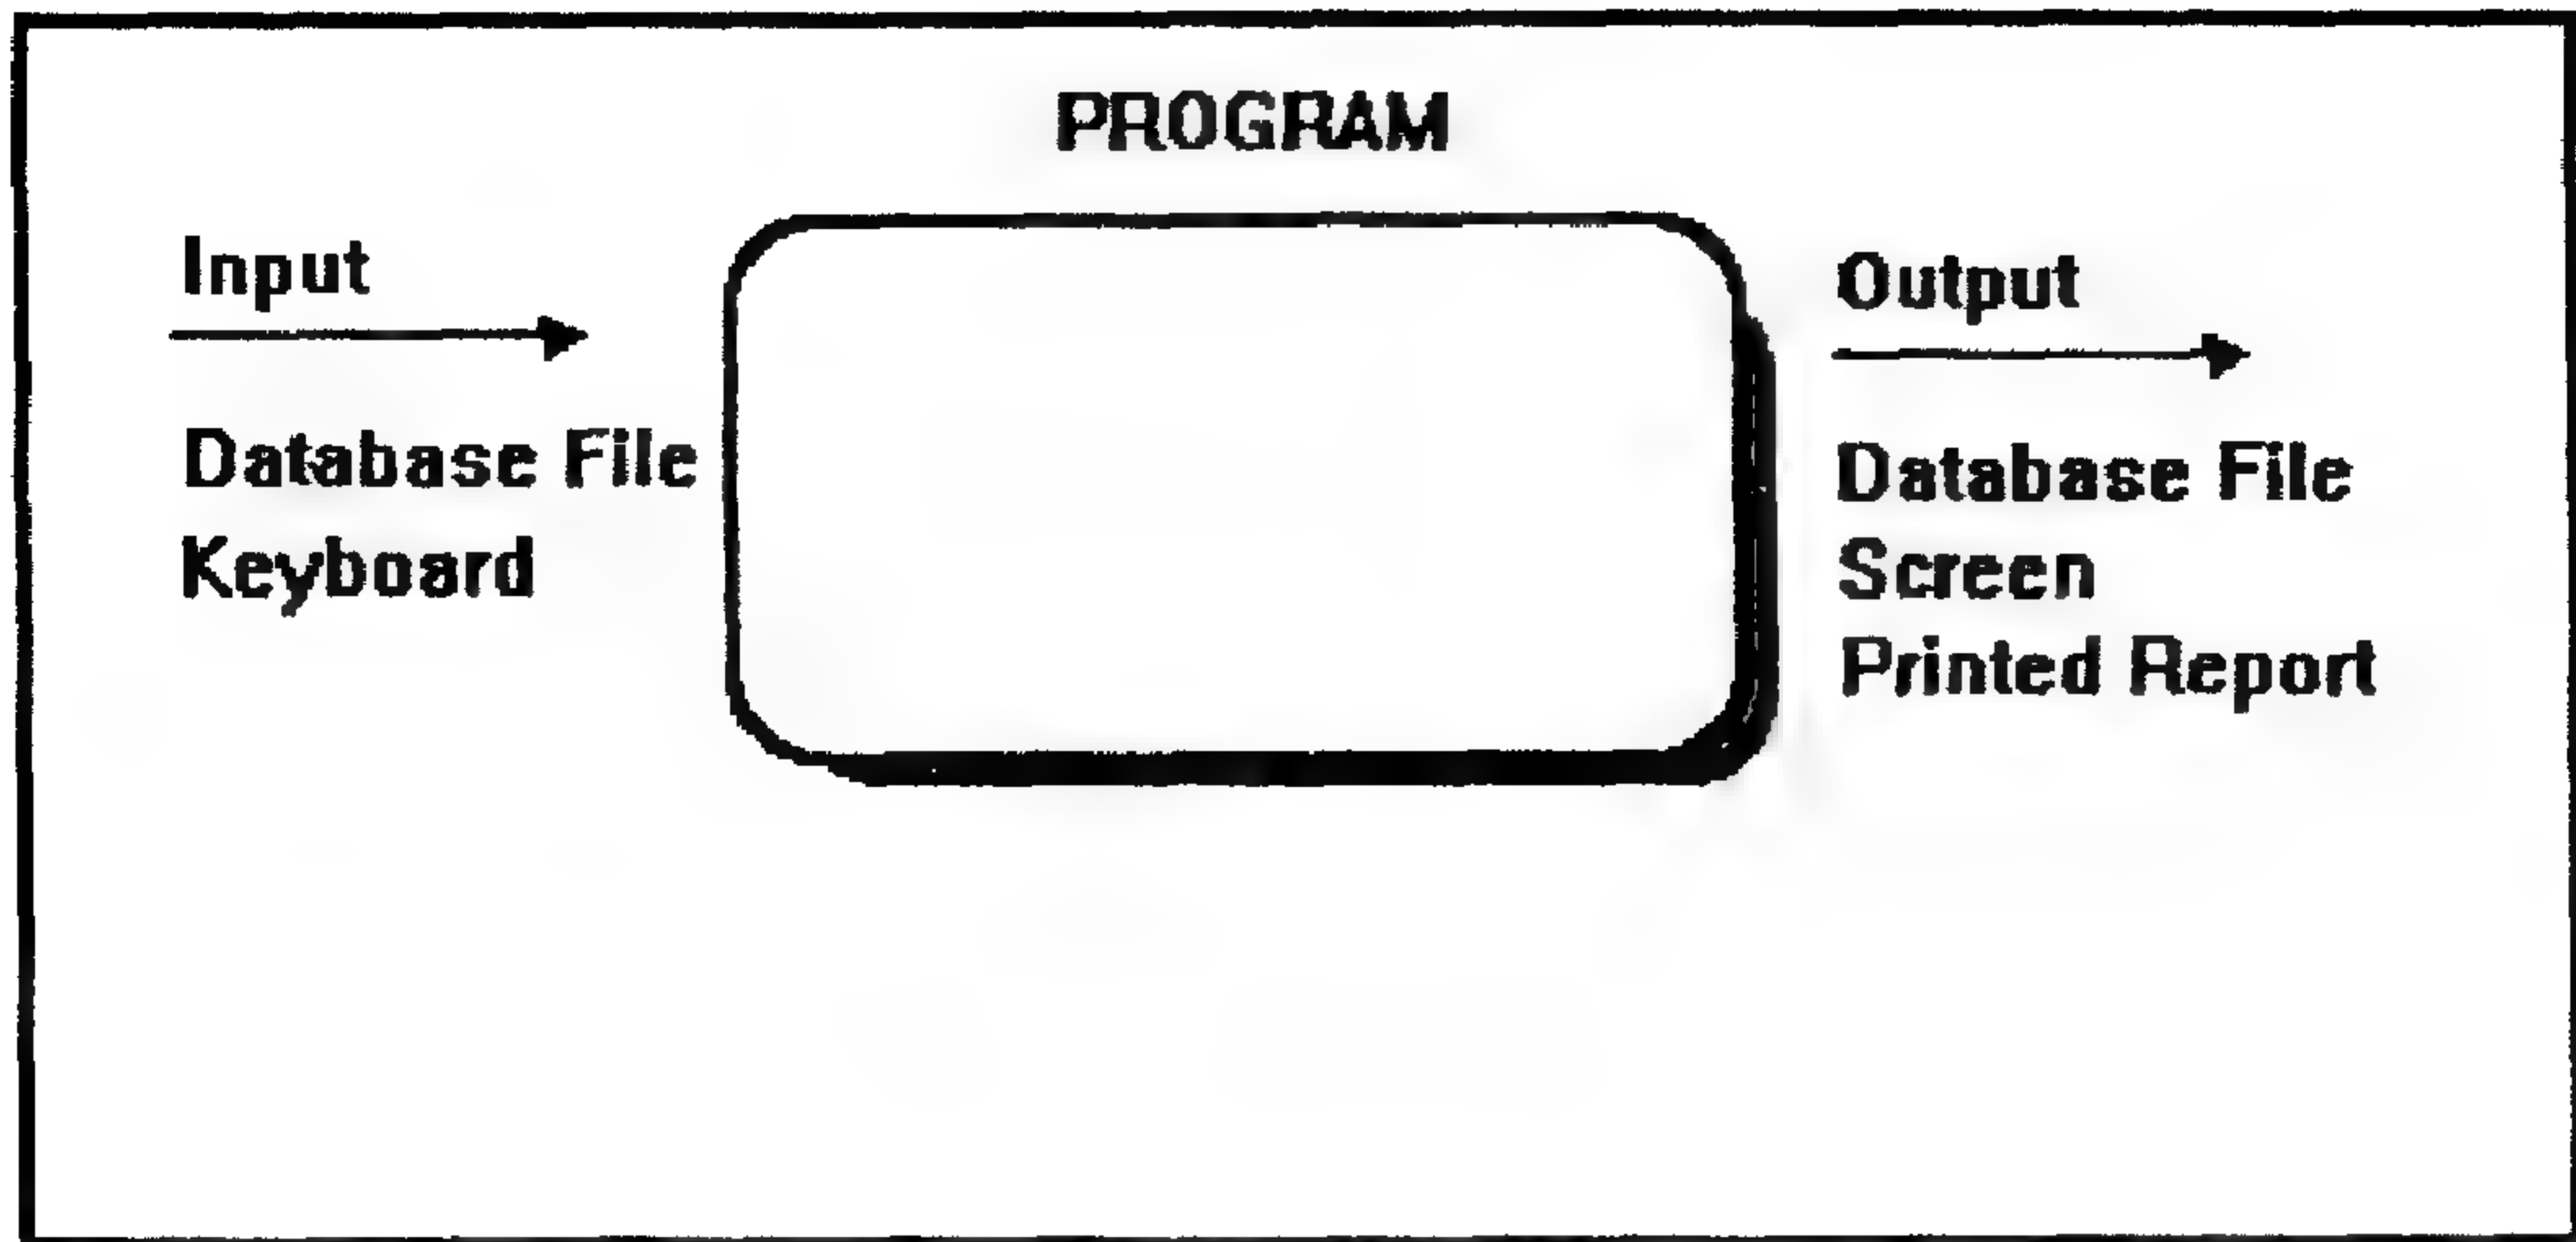 PROGRAM
Input
Database File
Keyboard
Output
Database File
Screen
Printed Report